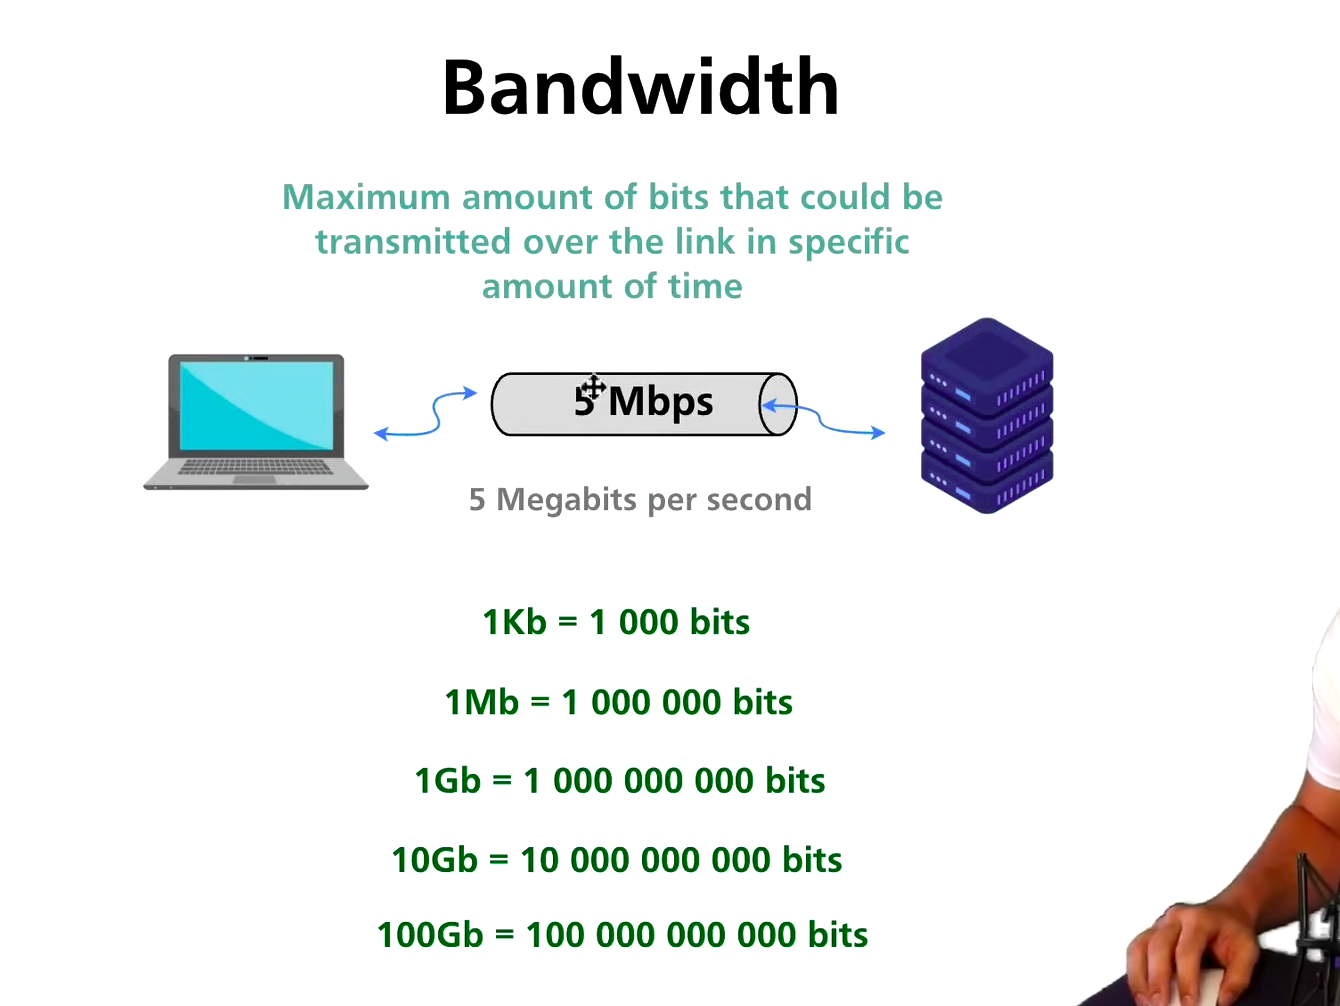 Bandwidth
Maximum amount of bits that could be
transmitted over the link in specific
amount of time
5 Mbps
5 Megabits per second
1Kb = 1 000 bits
1Mb = 1 000 000 bits
1Gb = 1 000 000 000 bits
10Gb = 10 000 000 000 bits
100Gb = 100 000 000 000 bits